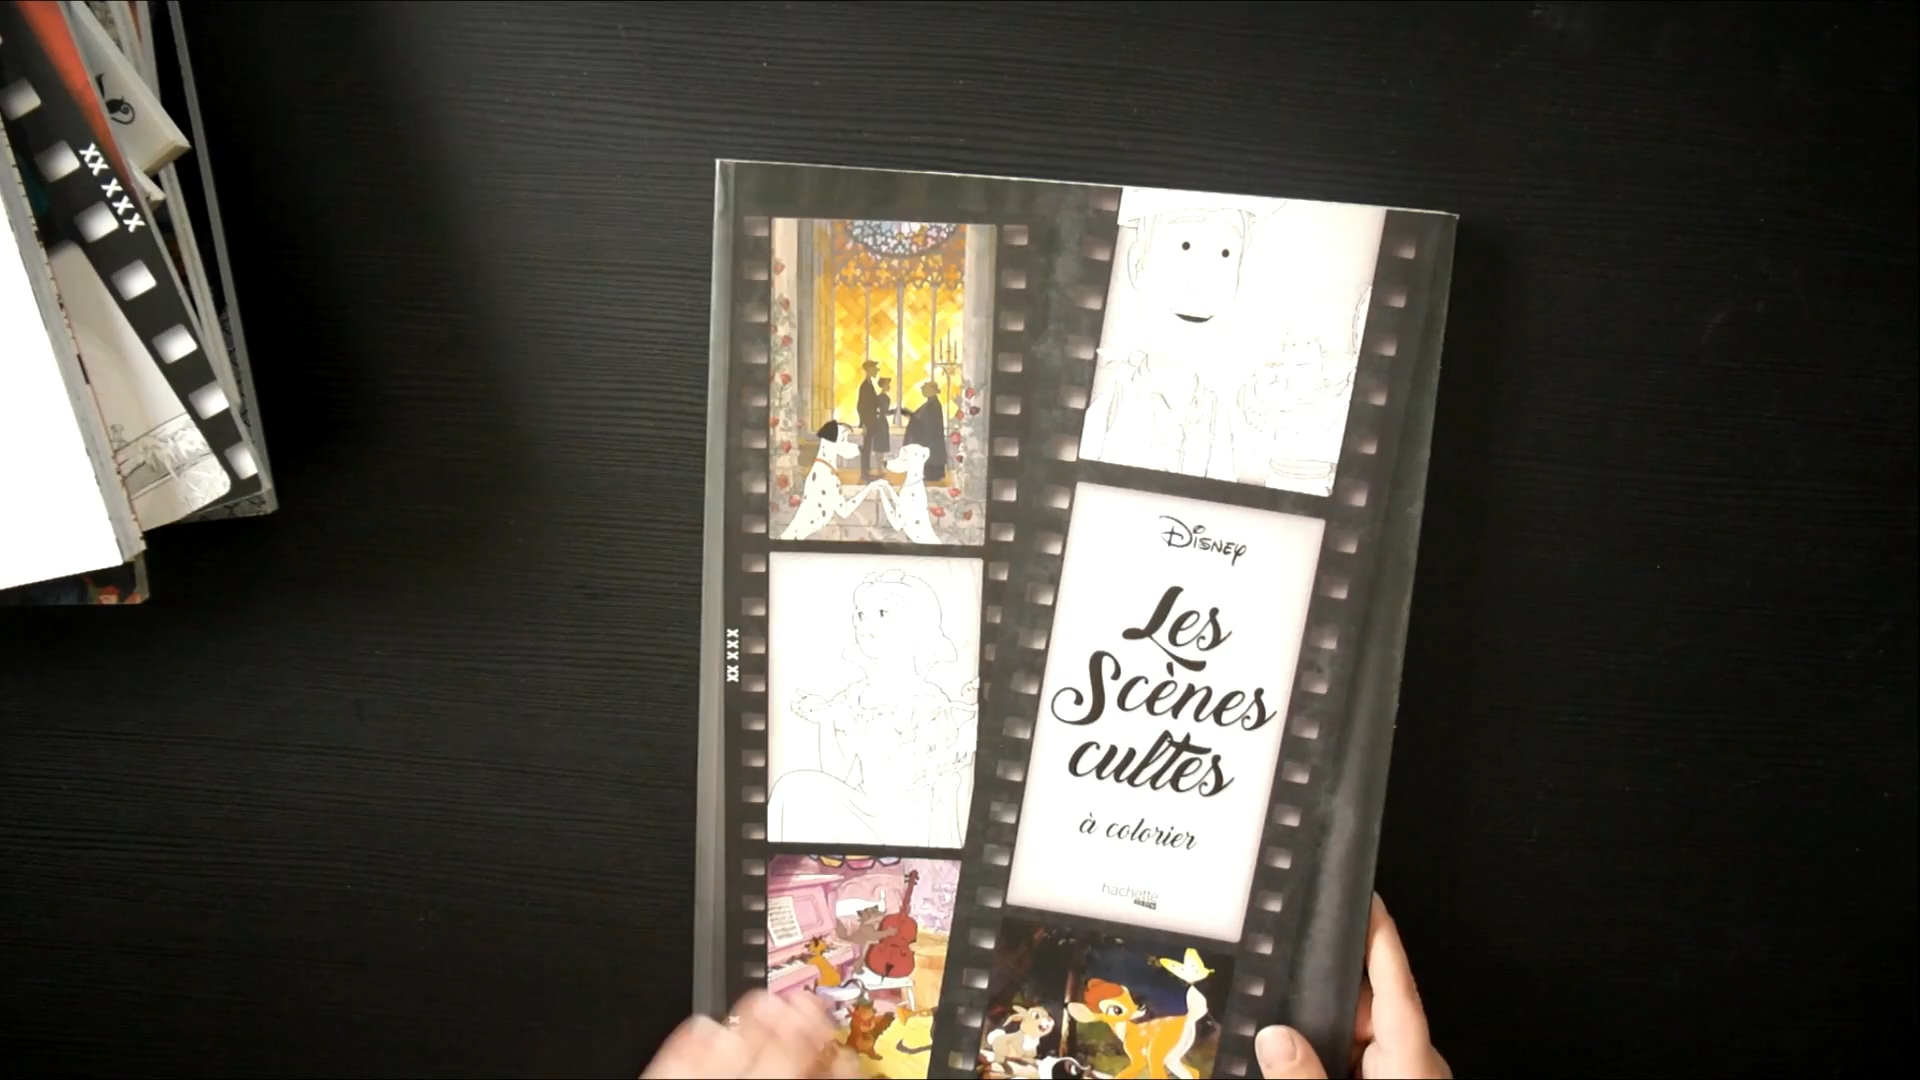 XX XXX
Disney
Les
Scènes
cultes
à colorier
hachette
XX XXX